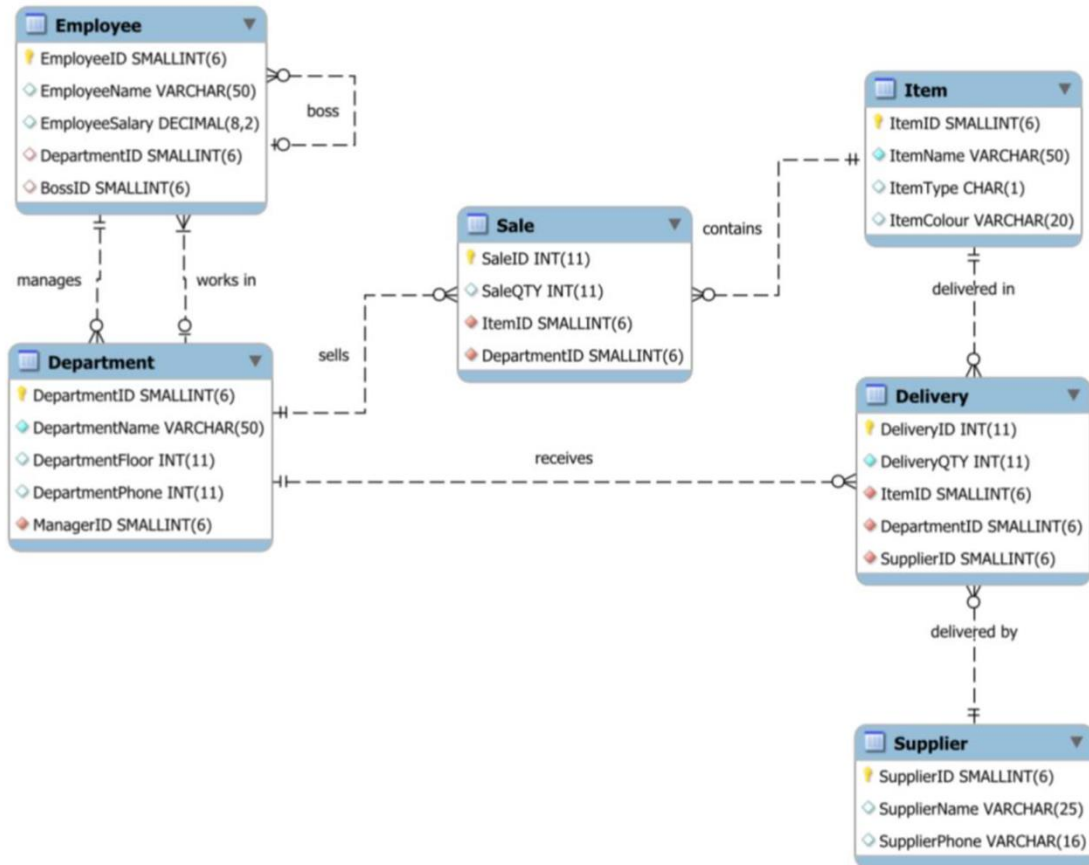 Employee
EmployeeID SMALLINT(6)
EmployeeName VARCHAR(50)
EmployeeSalary DECIMAL(8,2)
DepartmentID SMALLINT(6)
BossID SMALLINT(6)
boss
manages
works in
Department
DepartmentID SMALLINT(6)
DepartmentName VARCHAR(50)
DepartmentFloor INT(11)
DepartmentPhone INT(11)
ManagerID SMALLINT(6)
sells
Sale
SaleID INT(11)
SaleQTY INT(11)
ItemID SMALLINT(6)
DepartmentID SMALLINT(6)
contains
receives
Item
ItemID SMALLINT(6)
ItemName VARCHAR(50)
ItemType CHAR(1)
ItemColour VARCHAR(20)
delivered in
Delivery
DeliveryID INT(11)
DeliveryQTY INT(11)
ItemID SMALLINT(6)
DepartmentID SMALLINT(6)
SupplierID SMALLINT(6)
delivered by
Supplier
SupplierID SMALLINT(6)
SupplierName VARCHAR(25)
SupplierPhone VARCHAR(16)